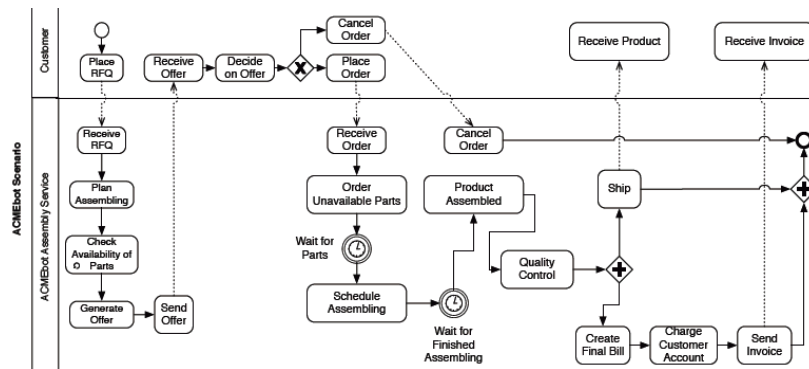 ACMEbot Scenario
Customer
ACMEbot Assembly Service
Place
RFQ
Receive
Offer
Decide
on Offer
X
Cancel
Order
Place
Order
Receive Product
Receive Invoice
Receive
RFQ
Plan
Assembling
Check
Availability of
Parts
Generate
Offer
Send
Offer
Receive
Order
Order
Unavailable Parts
Wait for
Parts
Schedule
Assembling
Cancel
Order
Product
Assembled
Wait for
Finished
Assembling
Quality
Control
Ship
Create
Final Bill
Charge
Customer
Account
Send
Invoice